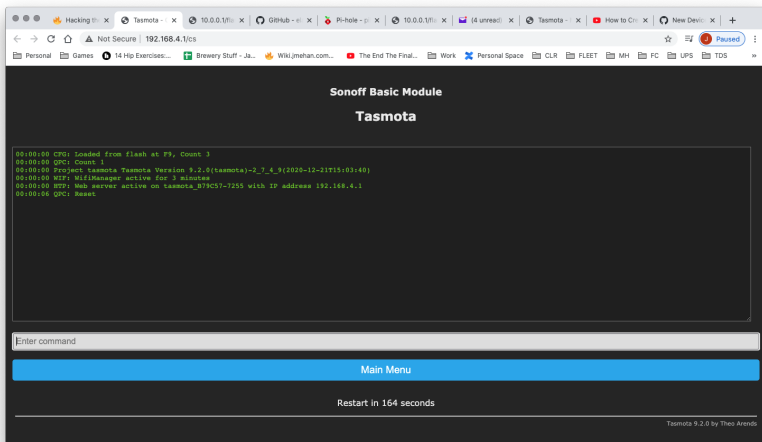 Hacking th
Tasmota -
10.0.0.1/fl
GitHub - e
Pi-hole - p
10.0.0.1/fl
(4 unread)
Tasmota -
How to Cre
New Devic
Not Secure | 192.168.4.1/cs
Paused
Personal
Games
14 Hip Exercises:...
Brewery Stuff - Ja...
Wiki.jmehan.com...
The End The Final...
Work
Personal Space
CLR
FLEET
MH
FC
UPS
TDS
»
Sonoff Basic Module
Tasmota
00:00:00 CFG: Loaded from flash at F9, Count 3
00:00:00 QPC: Count 1
00:00:00 Project tasmota Tasmota Version 9.2.0(tasmota)-2_7_4_9(2020-12-21T15:03:40)
00:00:00 WIF: WifiManager active for 3 minutes
00:00:00 HTP: Web server active on tasmota_B79C57-7255 with IP address 192.168.4.1
00:00:06 QPC: Reset
Enter command
Main Menu
Restart in 164 seconds
Tasmota 9.2.0 by Theo Arends